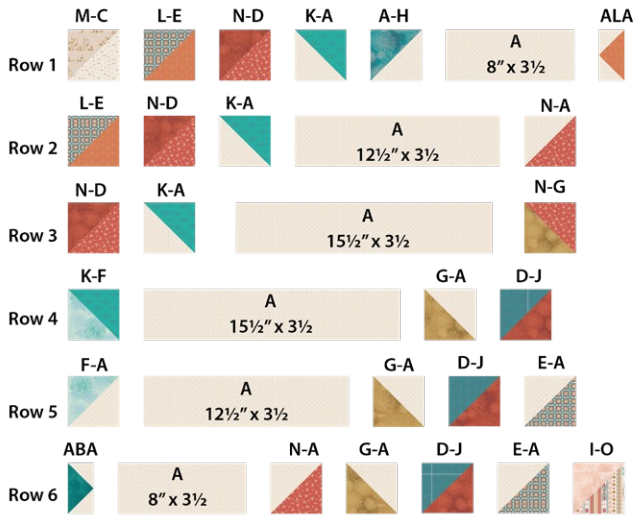 M-C L-E N-D K-A A-H ALA
Row 1 A
8” x 3½
L-E N-D K-A N-A
Row 2 A
12½” x 3½
N-D K-A N-G
Row 3 A
15½” x 3½
K-F G-A D-J
Row 4 A
15½” x 3½
F-A G-A D-J E-A
Row 5 A
12½” x 3½
ABA N-A G-A D-J E-A I-O
Row 6 A
8” x 3½